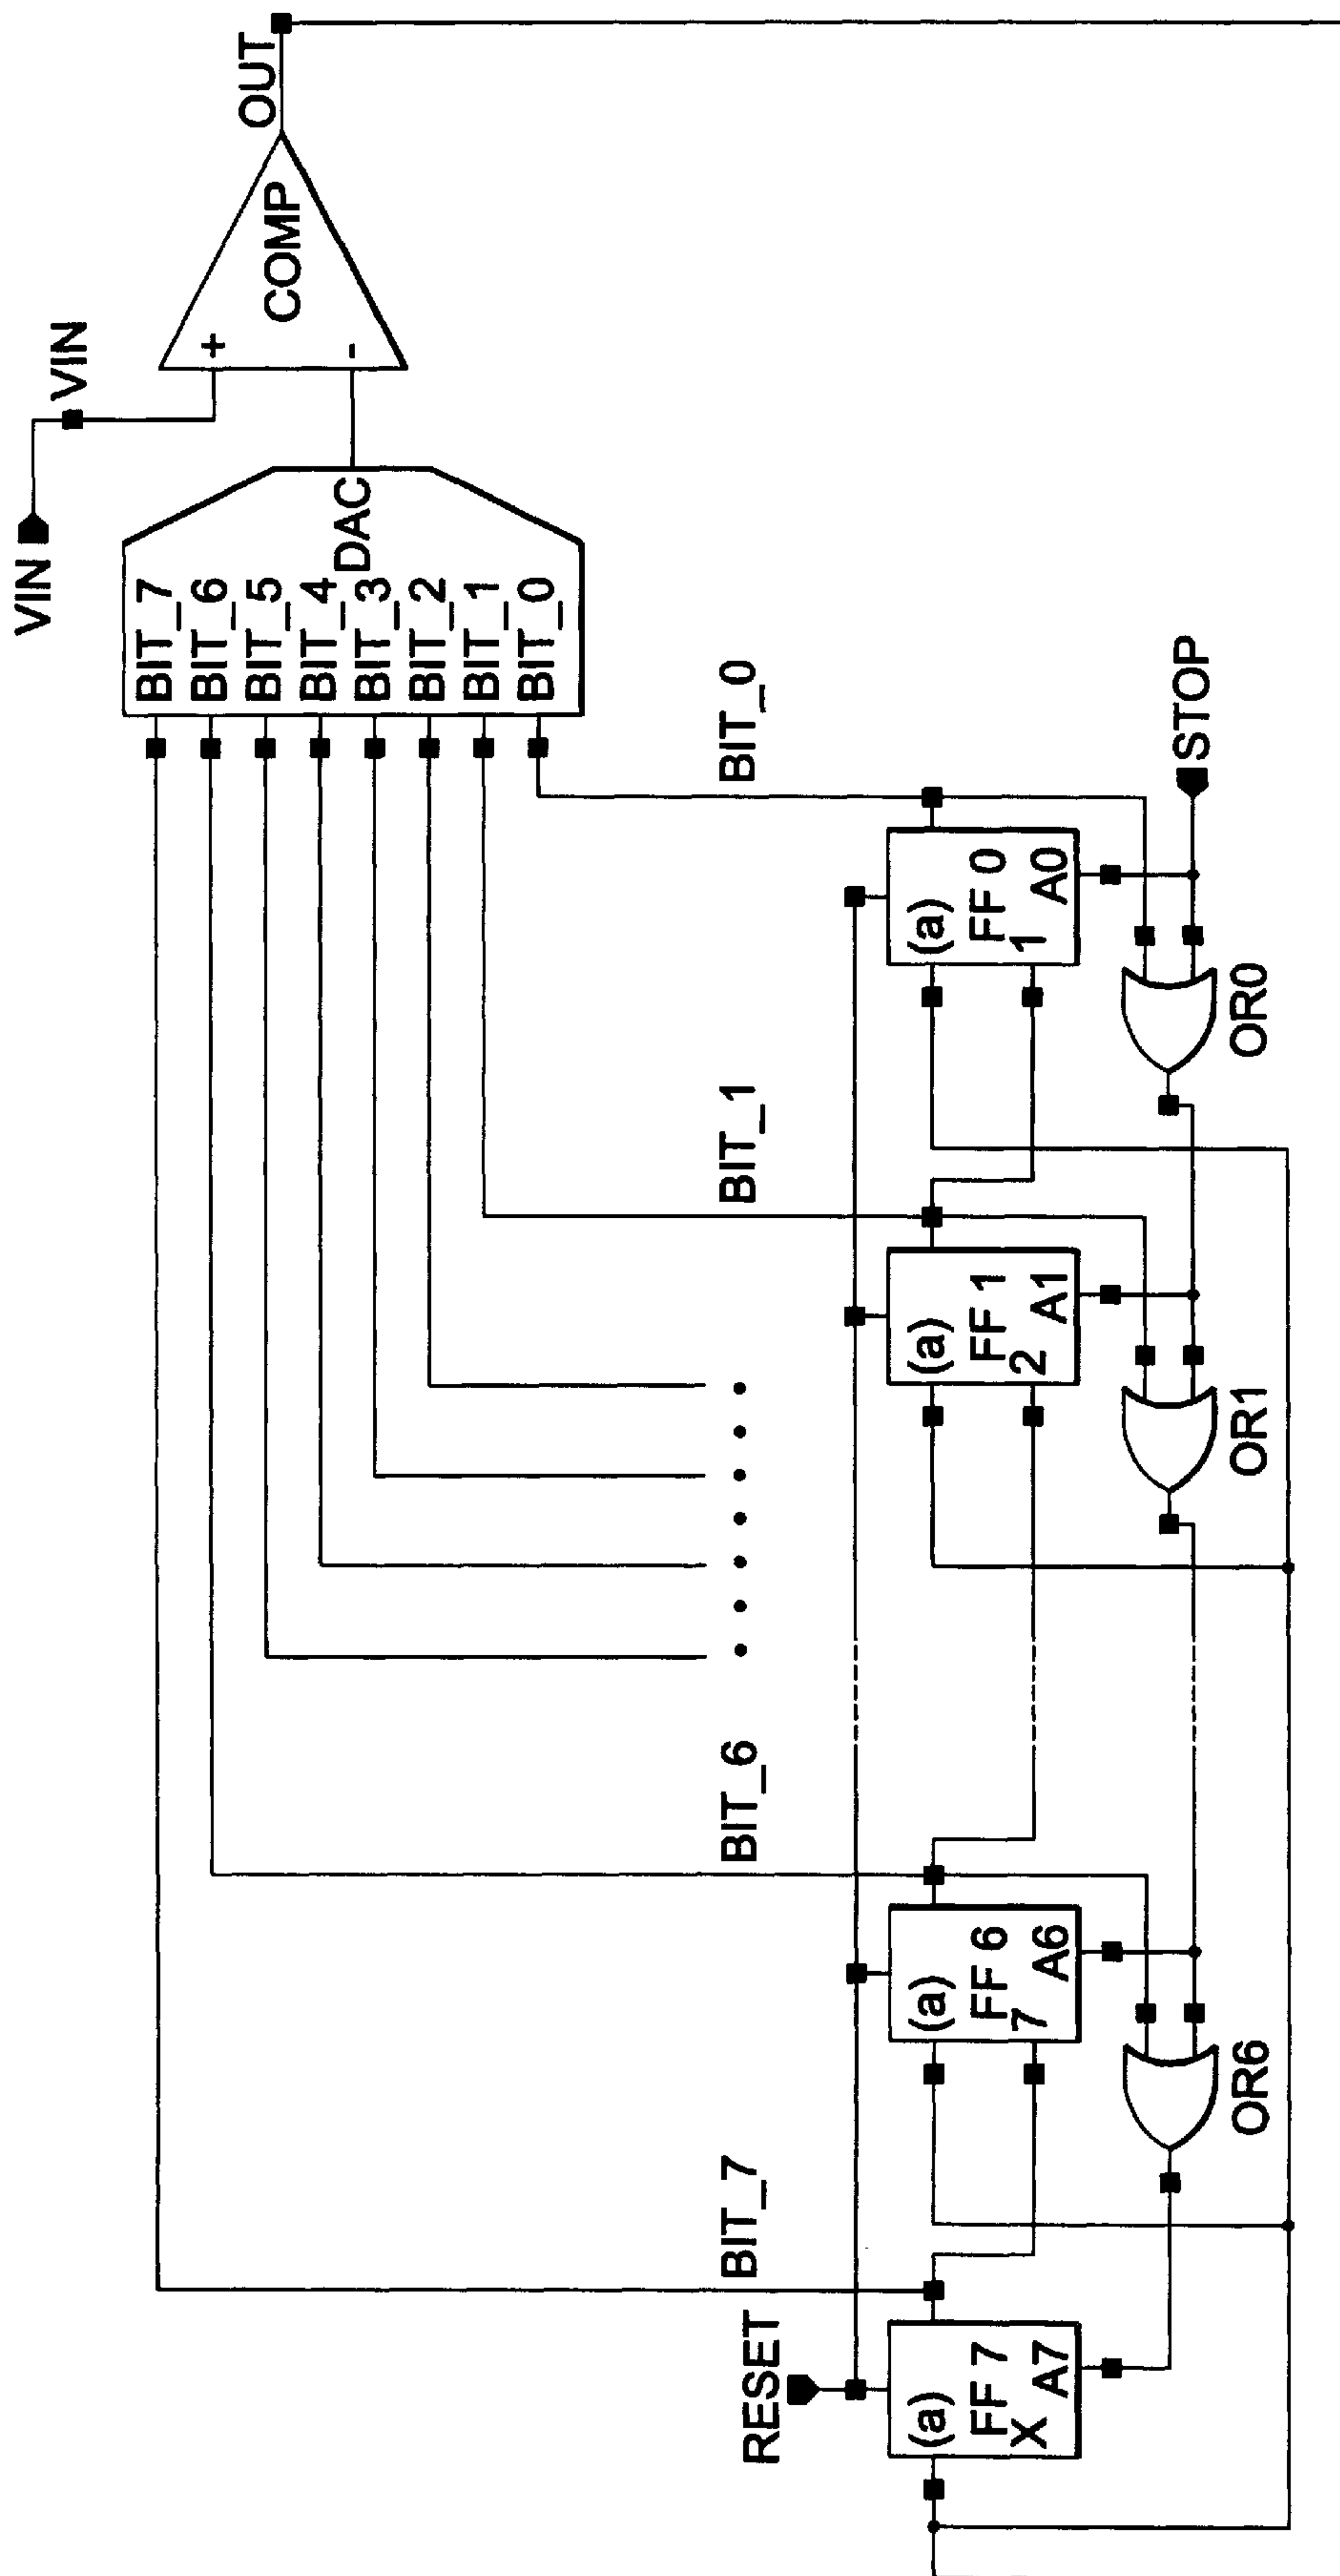 VIN
VIN
OUT
COMP
+
-
DAC
BIT_7
BIT_6
BIT_5
BIT_4
BIT_3
BIT_2
BIT_1
BIT_0
BIT_7
BIT_6
BIT_1
BIT_0
RESET
(a)
FF 7
X
A7
(a)
FF 6
7
A6
(a)
FF 1
2
A1
(a)
FF 0
1
A0
STOP
OR6
OR1
OR0